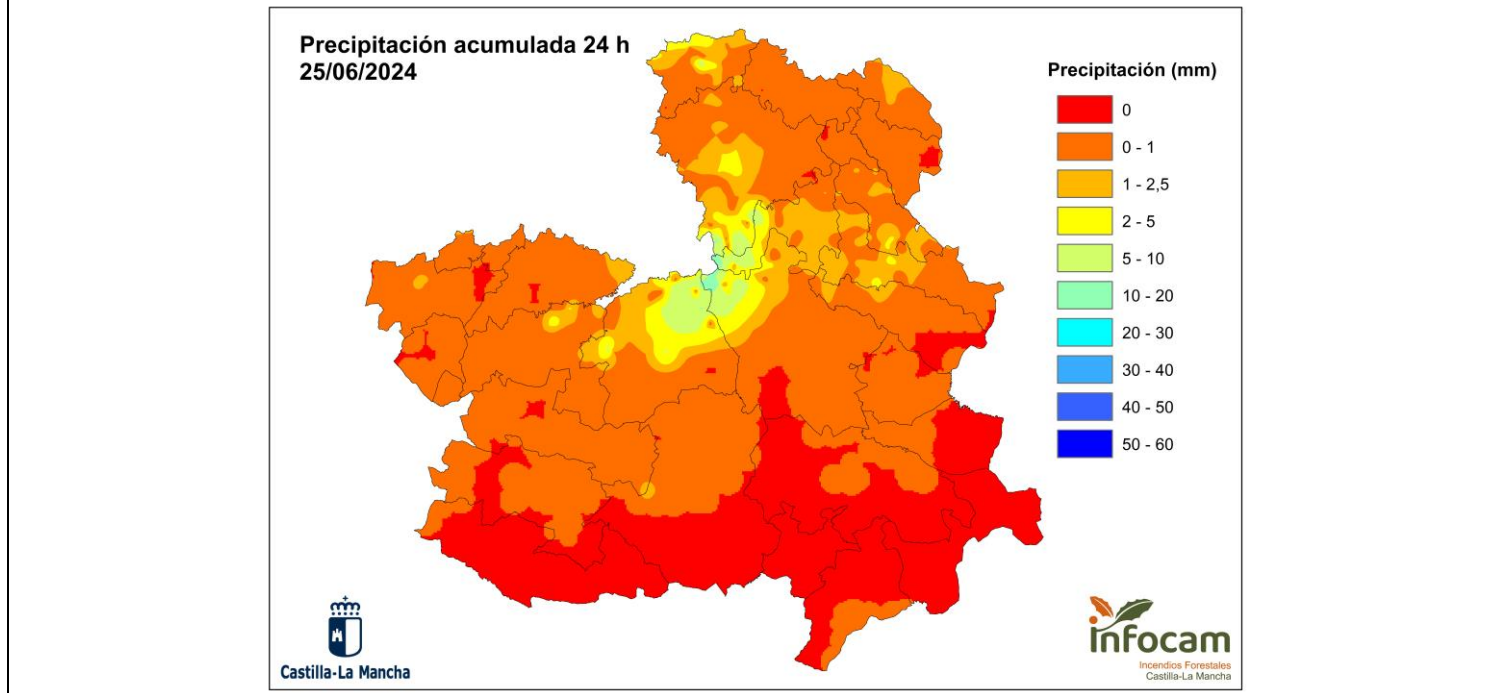 Precipitación acumulada 24 h
25/06/2024
Precipitación (mm)
0
0 - 1
1 - 2,5
2 - 5
5 - 10
10 - 20
20 - 30
30 - 40
40 - 50
50 - 60
Castilla-La Mancha
infocam
Incendios Forestales
Castilla-La Mancha